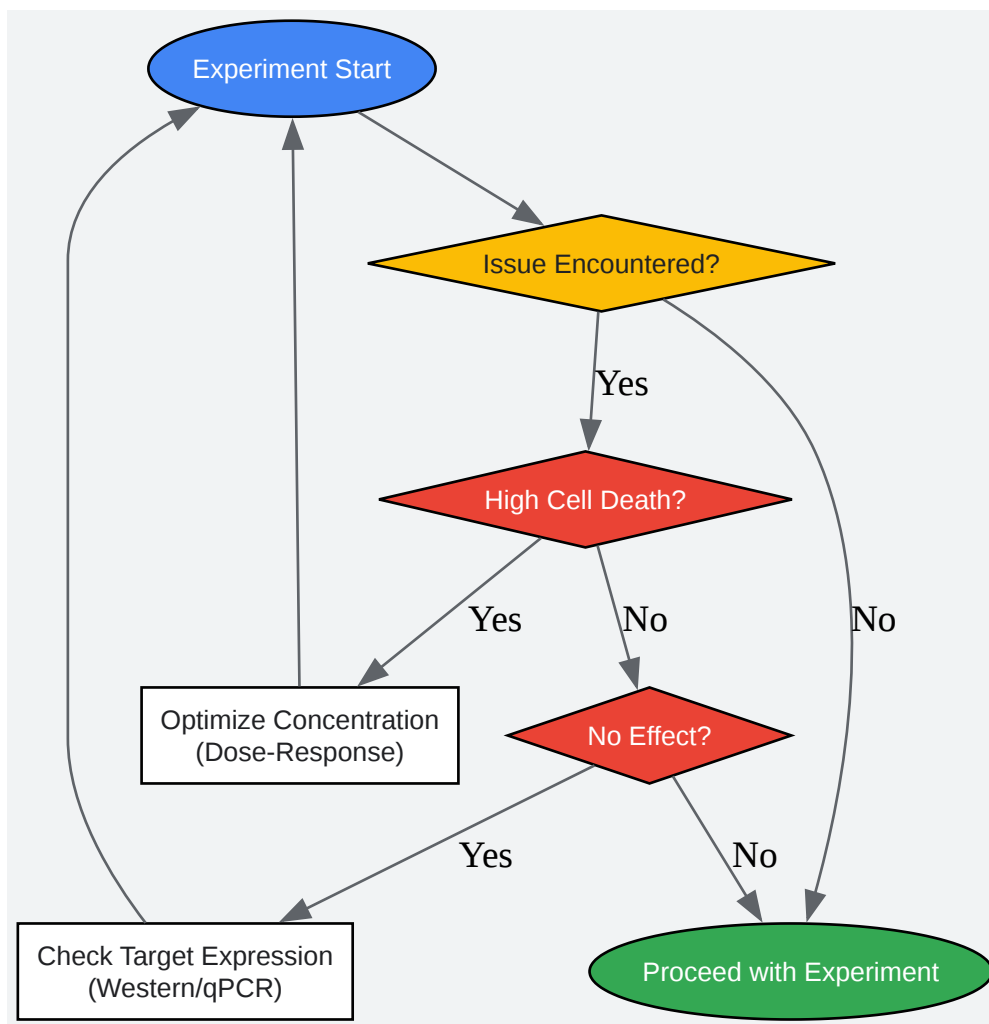 Experiment Start
Issue Encountered?
Yes
High Cell Death?
Yes
No
No
Optimize Concentration
(Dose-Response)
No Effect?
Yes
No
Check Target Expression
(Western/qPCR)
Proceed with Experiment